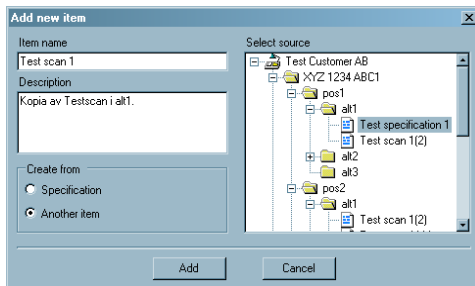 Add new item
Item name
Test scan 1
Description
Kopia av Testscan i alt1.
Create from
Specification
Another item
Select source
Test Customer AB
XYZ 1234 ABC1
pos1
alt1
Test specification 1
Test scan 1(2)
alt2
alt3
pos2
alt1
Test scan 1(2)
Add
Cancel